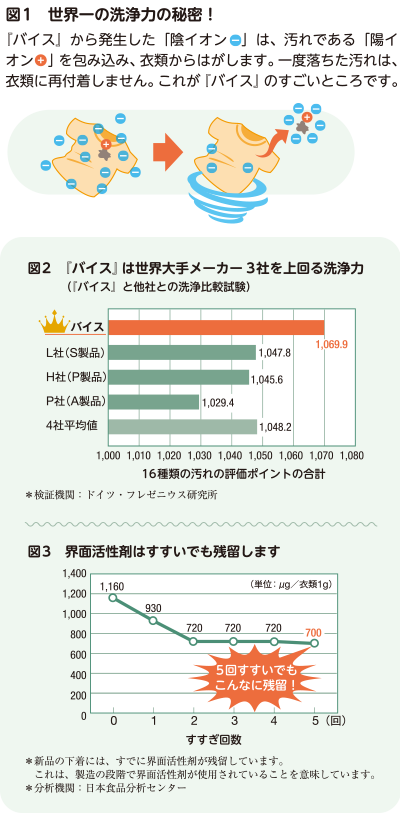 図1 世界一の洗浄力の秘密!
『バイス』から発生した「陰イオン－」は、汚れである「陽イ
オン＋」を包み込み、衣類からはがします。一度落ちた汚れは、
衣類に再付着しません。これが『バイス』のすごいところです。
図2 『バイス』は世界大手メーカー3社を上回る洗浄力
（『バイス』と他社との洗浄比較試験）
バイス
1,069.9
L社（S製品）
1,047.8
H社（P製品）
1,045.6
P社（A製品）
1,029.4
4社平均値
1,048.2
1,000 1,010 1,020 1,030 1,040 1,050 1,060 1,070 1,080
16種類の汚れの評価ポイントの合計
＊検証機関：ドイツ・フレゼニウス研究所
図3 界面活性剤はすすいでも残留します
（単位：μg／衣類1g）
1,400
1,200
1,000
800
600
400
200
0
1,160
930
720
720
720
700
5回すすいでも
こんなに残留！
0 1 2 3 4 5（回）
すすぎ回数
＊新品の下着には、すでに界面活性剤が残留しています。
これは、製造の段階で界面活性剤が使用されていることを意味しています。
＊分析機関：日本食品分析センター